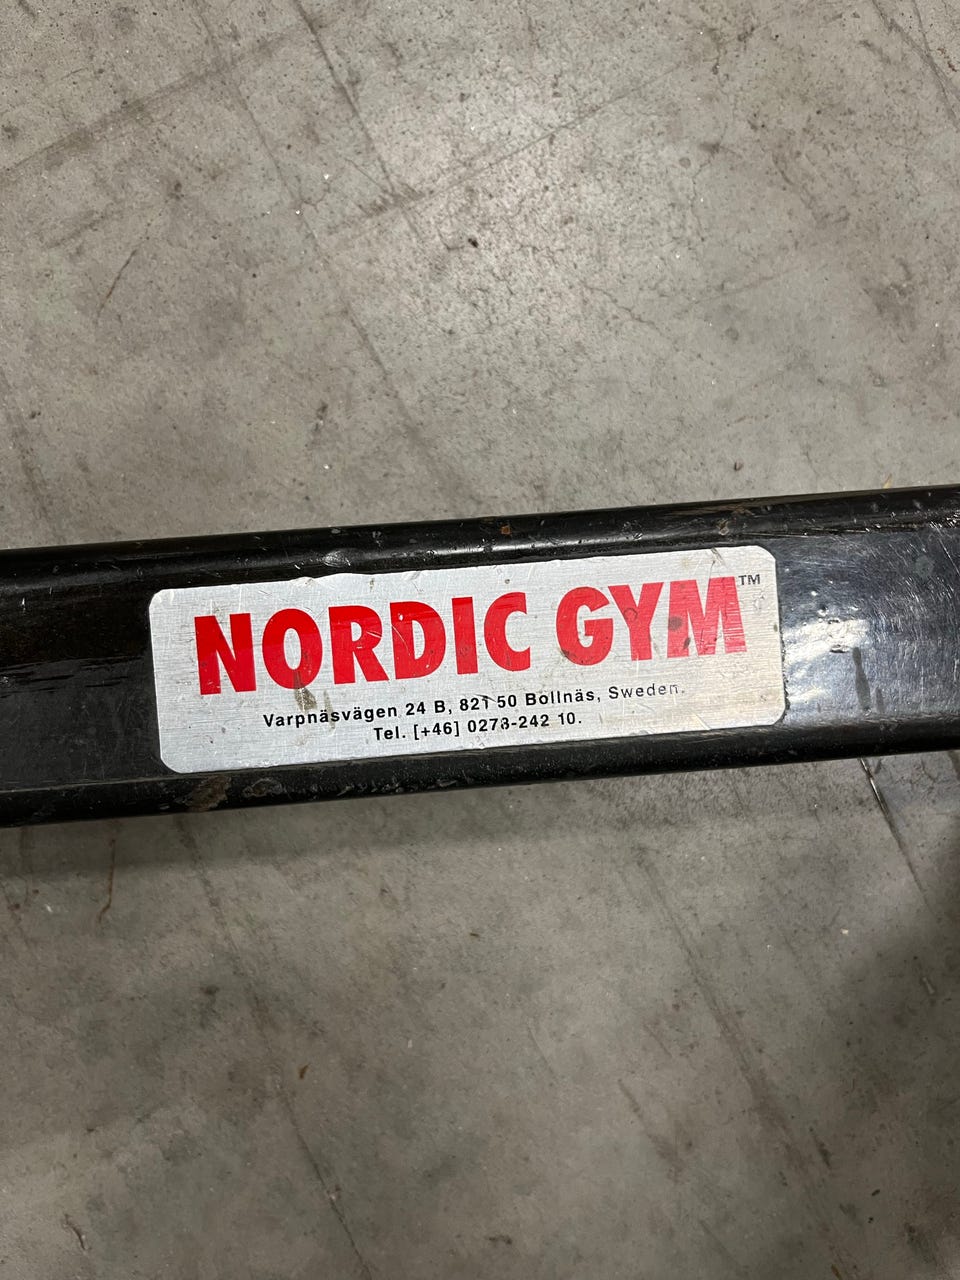 NORDIC GYM™
Varpnäsvägen 24 B, 821 50 Bollnäs, Sweden.
Tel. [+46] 0278-242 10.